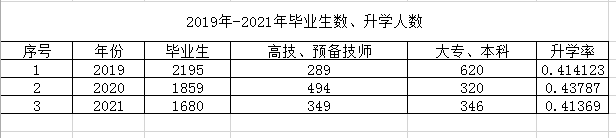 2019年-2021年毕业生数、升学人数
序号 年份 毕业生 高技、预备技师 大专、本科 升学率
1 2019 2195 289 620 0.414123
2 2020 1859 494 320 0.43787
3 2021 1680 349 346 0.41369